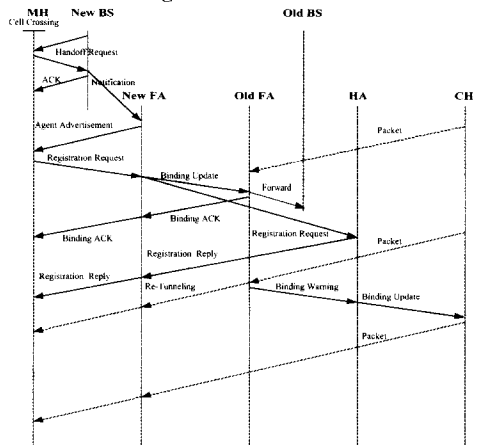 MH New BS Old BS
Cell Crossing
Handoff Request
ACK Notification
New FA Old FA HA CH
Agent Advertisement
Packet
Registration Request
Binding Update
Forward
Registration Request
Binding ACK
Binding ACK
Packet
Registration Reply
Registration Reply
Re-Tunneling
Binding Warning
Binding Update
Packet